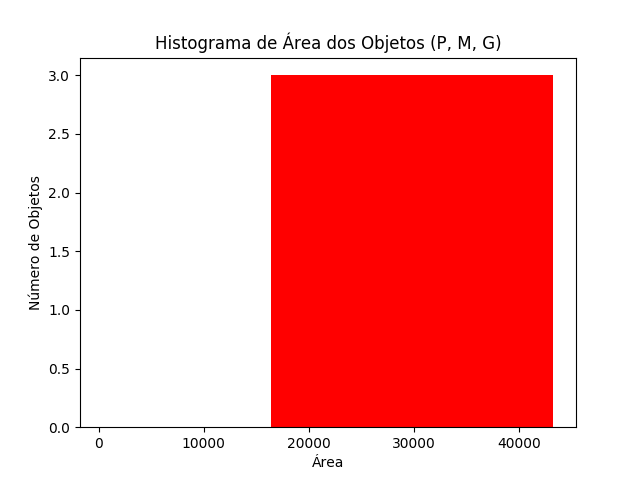 Histograma de Área dos Objetos (P, M, G)
3.0
2.5
2.0
1.5
1.0
0.5
0.0
Número de Objetos
0 10000 20000 30000 40000
Área